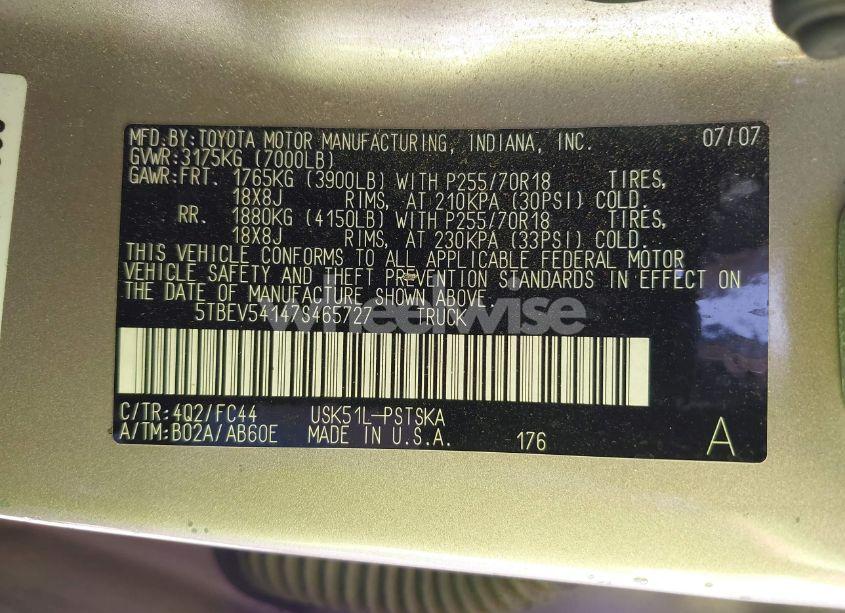 MFD.BY:TOYOTA MOTOR MANUFACTURING, INDIANA, INC. 07/07
GVWR:3175KG (7000LB)
GAWR:FRT. 1765KG (3900LB) WITH P255/70R18 TIRES,
18X8J RIMS, AT 210KPA (30PSI) COLD.
RR. 1880KG (4150LB) WITH P255/70R18 TIRES,
18X8J RIMS, AT 230KPA (33PSI) COLD.
THIS VEHICLE CONFORMS TO ALL APPLICABLE FEDERAL MOTOR
VEHICLE SAFETY AND THEFT PREVENTION STANDARDS IN EFFECT ON
THE DATE OF MANUFACTURE SHOWN ABOVE.
5TBEV54147S465727 TRUCK
wheelwise
C/TR:4Q2/FC44 USK51L-PSTSKA
A/TM:B02A/AB60E MADE IN U.S.A. 176 A